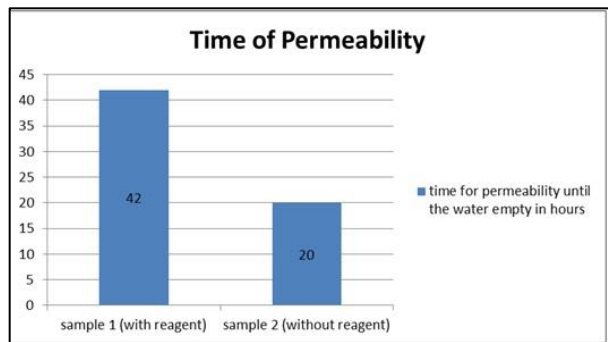 Time of Permeability
45
40
35
30
25
20
15
10
5
0
42
20
sample 1 (with reagent)
sample 2 (without reagent)
time for permeability until
the water empty in hours